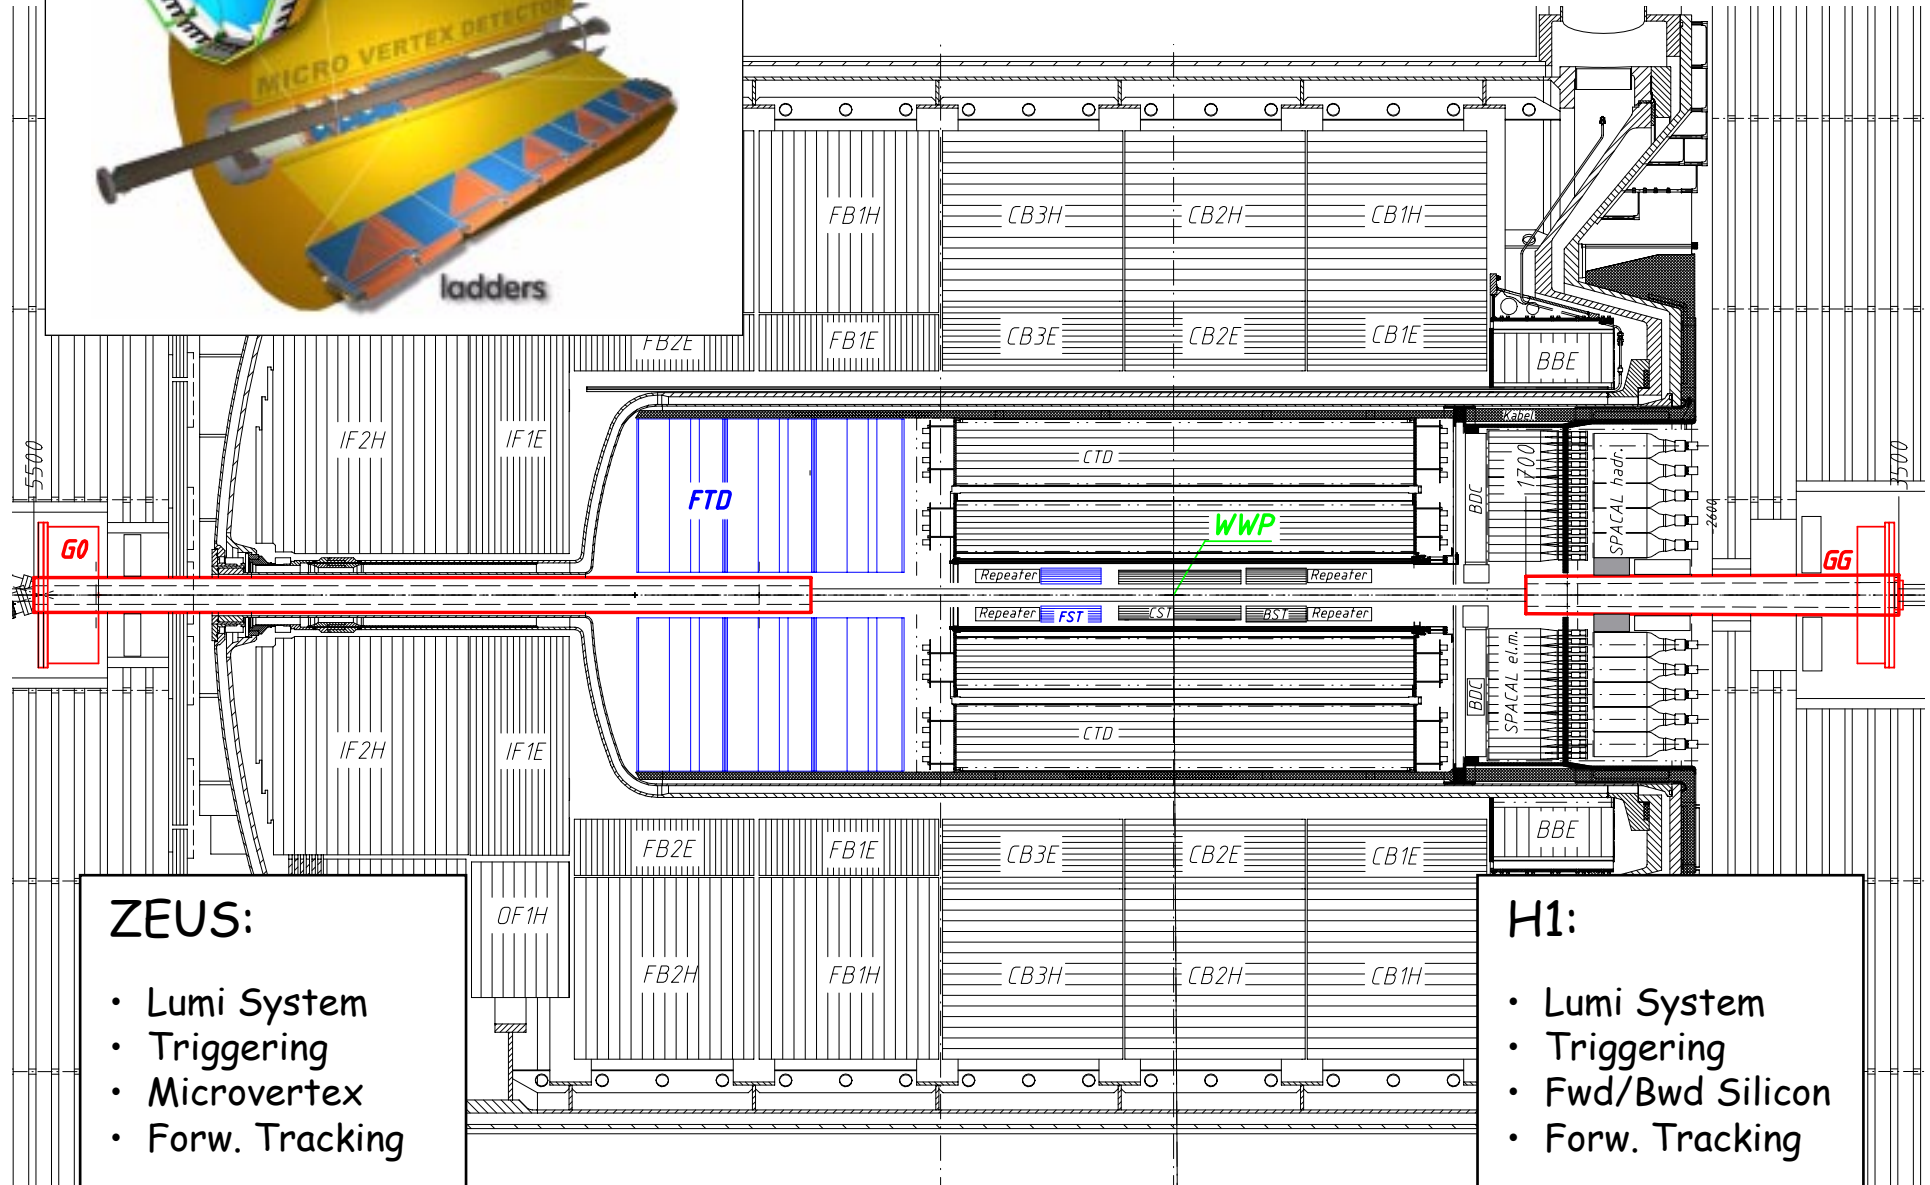 MICRO VERTEX DETECTOR
ladders
FB1H
CB3H
CB2H
CB1H
FB2E
FB1E
CB3E
CB2E
CB1E
BBE
Kabel
IF2H
IF1E
5500
FTD
CTD
WWP
BDC
1700
SPACAL hadr.
3500
2600
GO
GG
Repeater
Repeater
Repeater
FST
CST
BST
Repeater
BDC
SPACAL el.m.
IF2H
IF1E
CTD
BBE
FB2E
FB1E
CB3E
CB2E
CB1E
OF1H
FB2H
FB1H
CB3H
CB2H
CB1H
ZEUS:
• Lumi System
• Triggering
• Microvertex
• Forw. Tracking
H1:
• Lumi System
• Triggering
• Fwd/Bwd Silicon
• Forw. Tracking